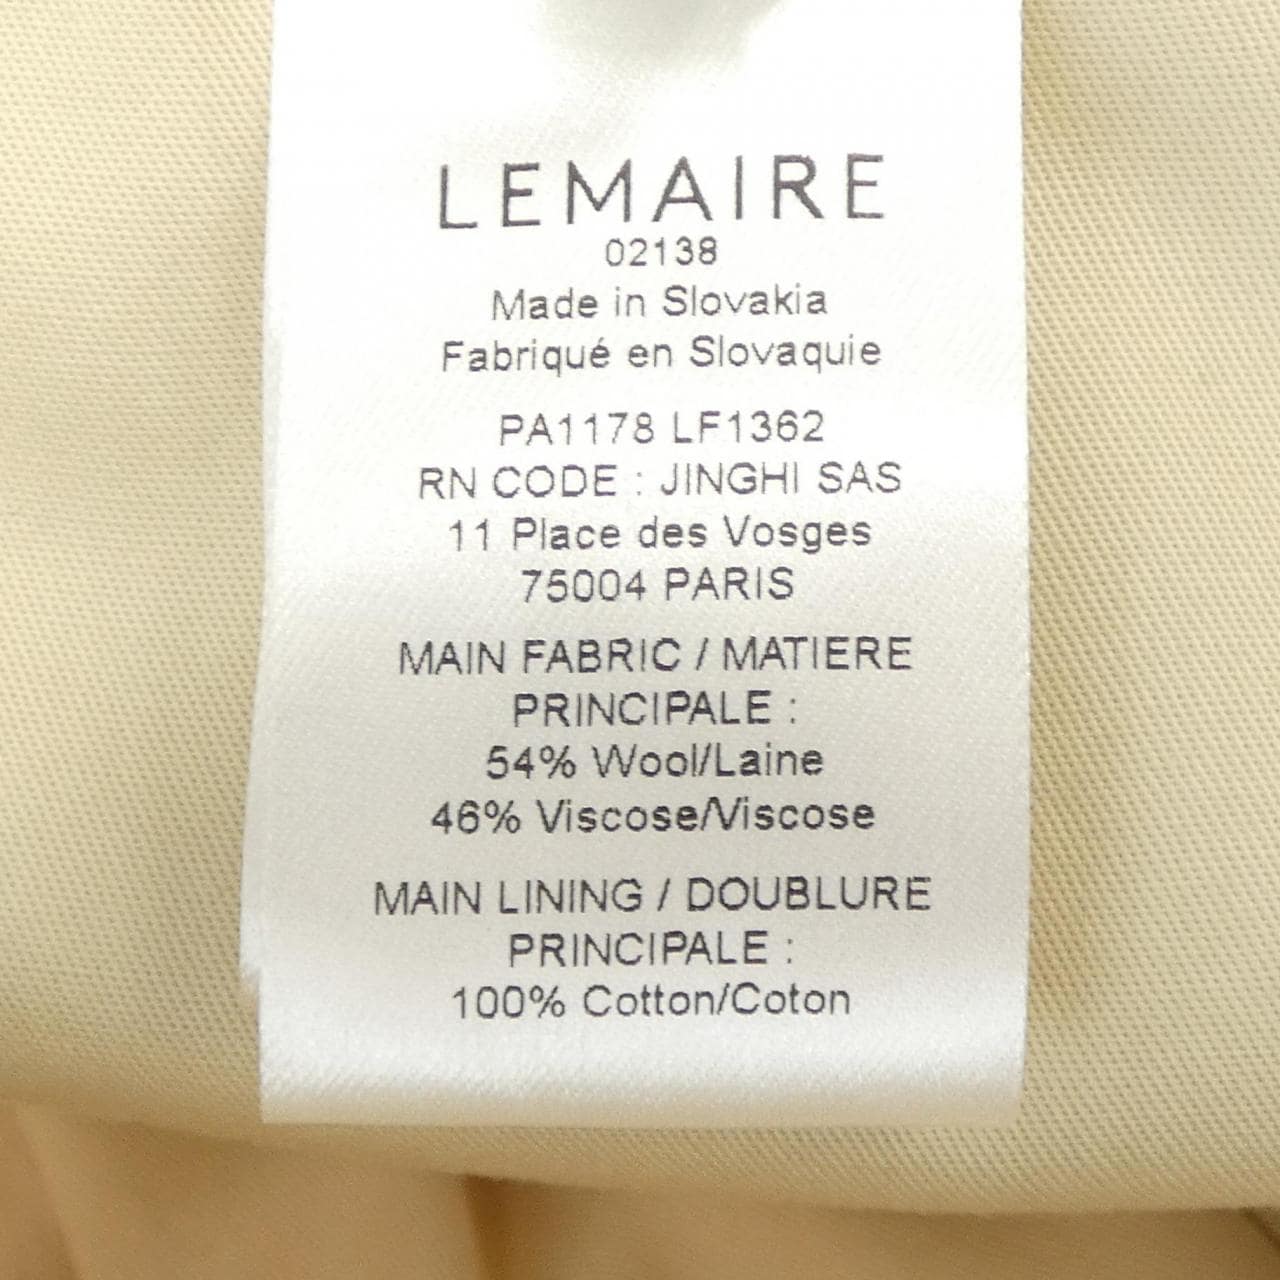 LEMAIRE
02138
Made in Slovakia
Fabriqué en Slovaquie
PA1178 LF1362
RN CODE : JINGHI SAS
11 Place des Vosges
75004 PARIS
MAIN FABRIC / MATIERE
PRINCIPALE :
54% Wool/Laine
46% Viscose/Viscose
MAIN LINING / DOUBLURE
PRINCIPALE :
100% Cotton/Coton